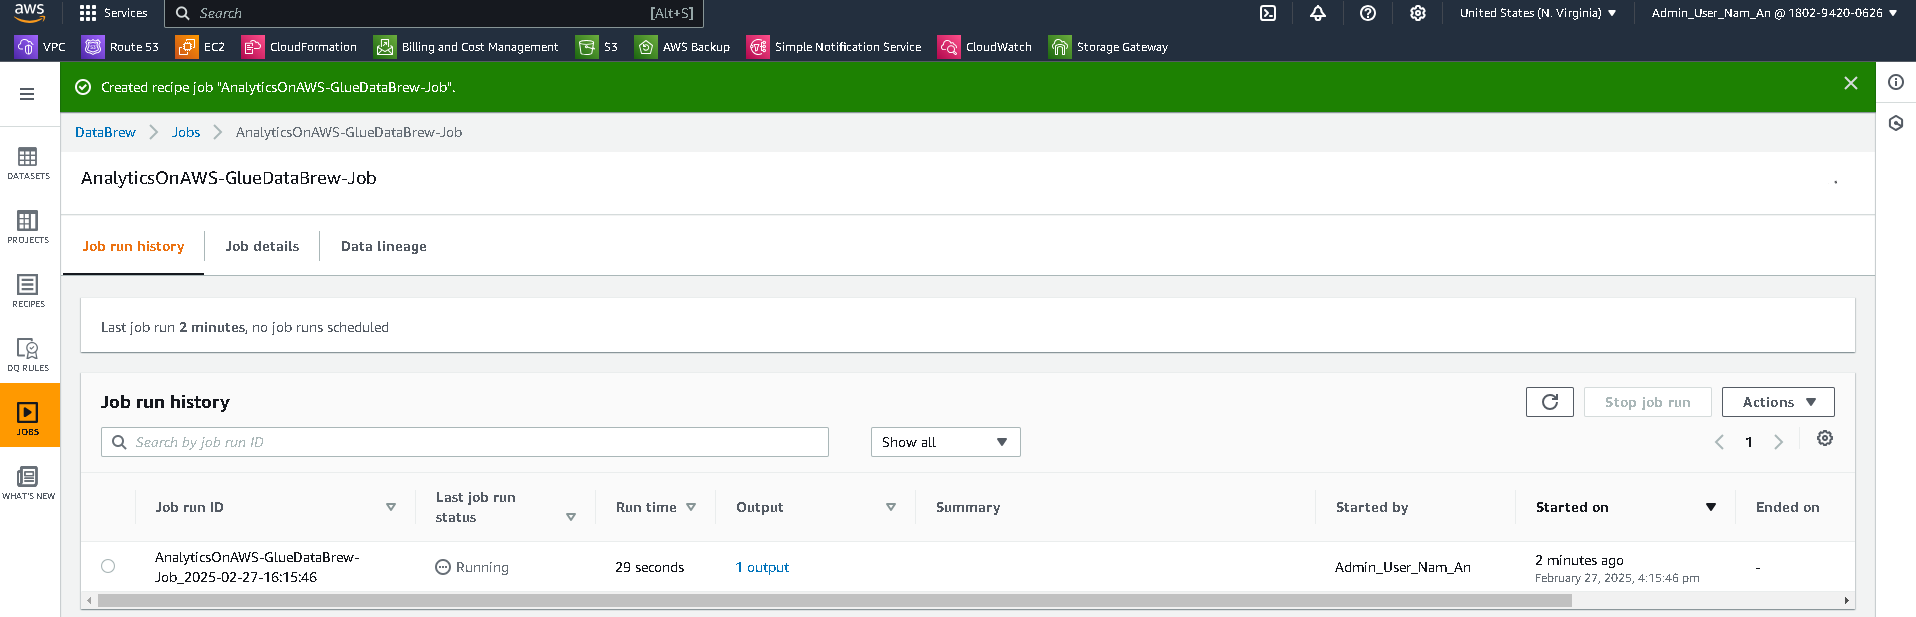 aws
Services
Search
[Alt+S]
United States (N. Virginia)
Admin_User_Nam_An @ 1802-9420-0626
VPC
Route 53
EC2
CloudFormation
Billing and Cost Management
S3
AWS Backup
Simple Notification Service
CloudWatch
Storage Gateway
Created recipe job "AnalyticsOnAWS-GlueDataBrew-Job".
DataBrew
Jobs
AnalyticsOnAWS-GlueDataBrew-Job
DATASETS
PROJECTS
RECIPES
DQ RULES
JOBS
WHAT'S NEW
AnalyticsOnAWS-GlueDataBrew-Job
Job run history
Job details
Data lineage
Last job run 2 minutes, no job runs scheduled
Job run history
Stop job run
Actions
Search by job run ID
Show all
1
Job run ID
Last job run
status
Run time
Output
Summary
Started by
Started on
Ended on
AnalyticsOnAWS-GlueDataBrew-
Job_2025-02-27-16:15:46
Running
29 seconds
1 output
Admin_User_Nam_An
2 minutes ago
February 27, 2025, 4:15:46 pm
-